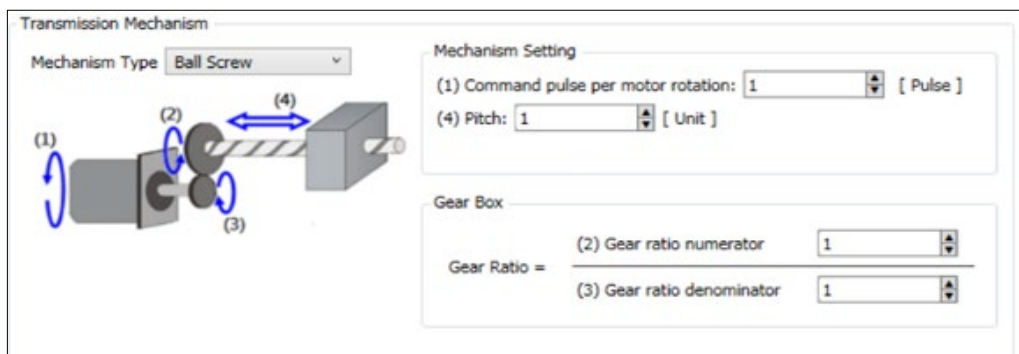 Transmission Mechanism
Mechanism Type Ball Screw
(1)
(2)
(4)
(3)
Mechanism Setting
(1) Command pulse per motor rotation: 1 [ Pulse ]
(4) Pitch: 1 [ Unit ]
Gear Box
Gear Ratio =
(2) Gear ratio numerator 1
(3) Gear ratio denominator 1